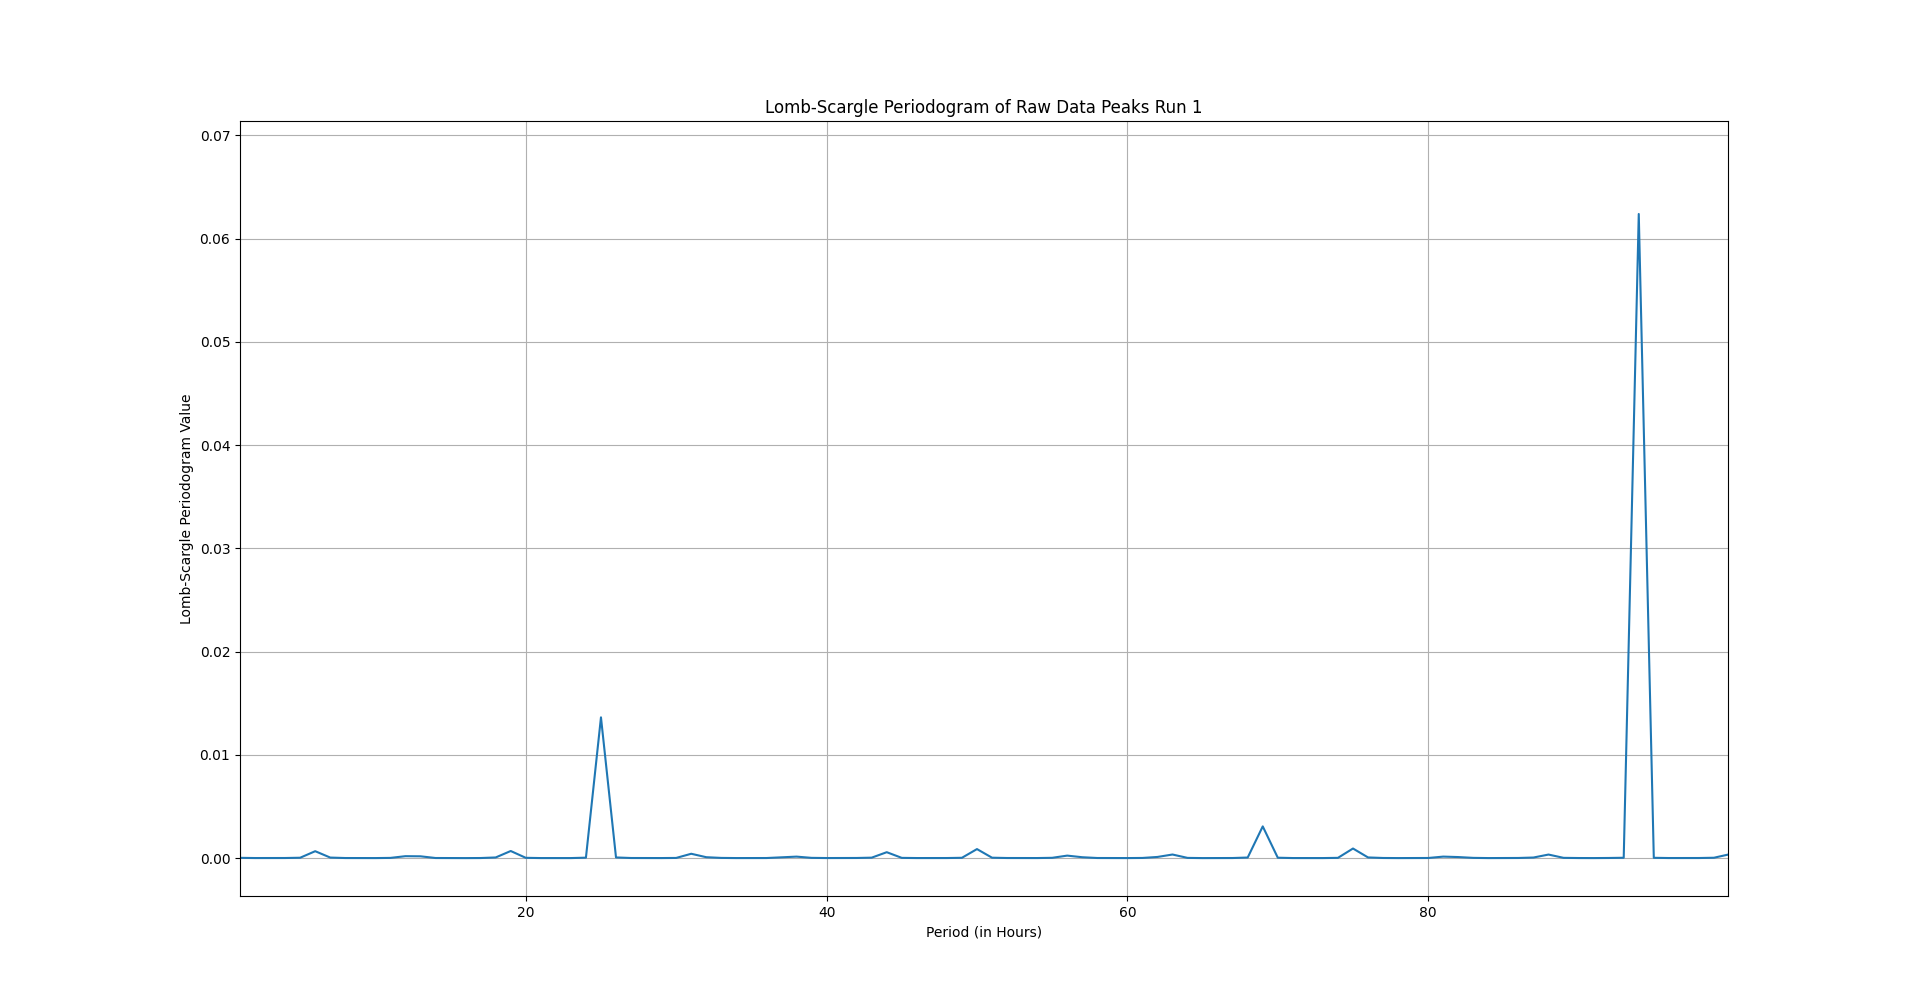 Lomb-Scargle Periodogram of Raw Data Peaks Run 1
0.07
0.06
0.05
0.04
0.03
0.02
0.01
0.00
Lomb-Scargle Periodogram Value
20 40 60 80
Period (in Hours)